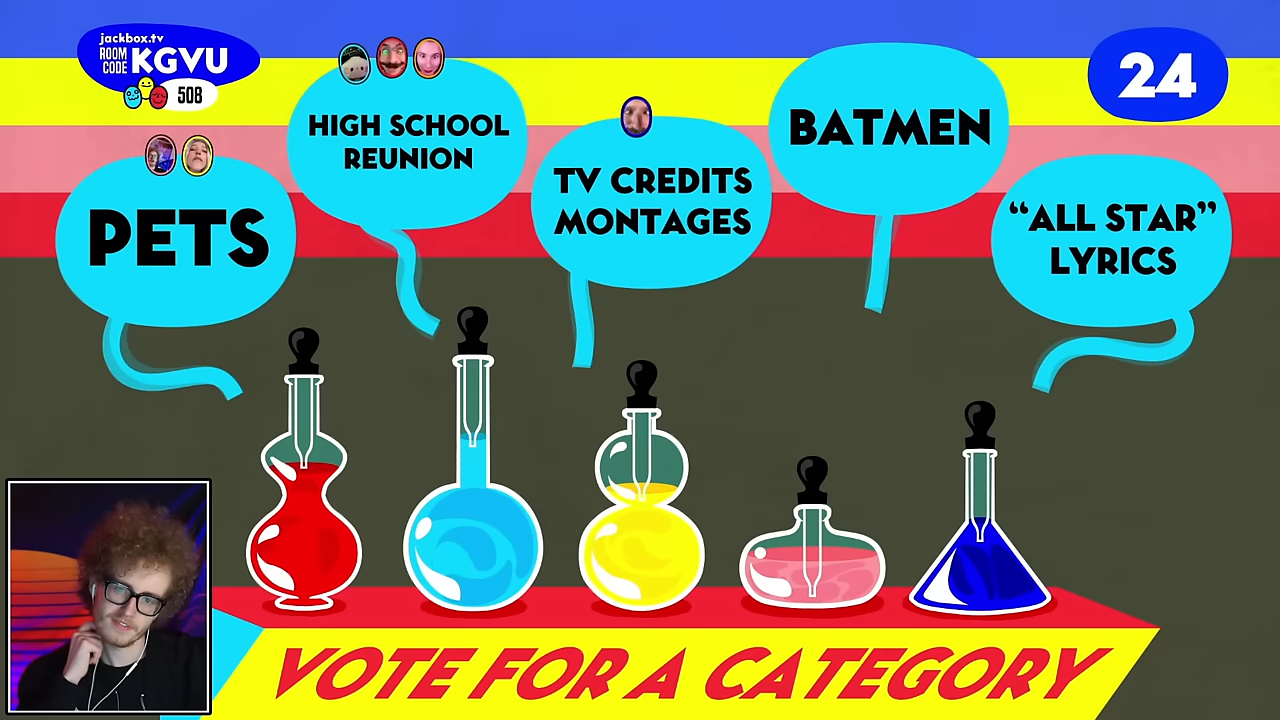 jackbox.tv
ROOM
CODE
KGVU
508
24
PETS
HIGH SCHOOL
REUNION
TV CREDITS
MONTAGES
BATMEN
“ALL STAR”
LYRICS
VOTE FOR A CATEGORY